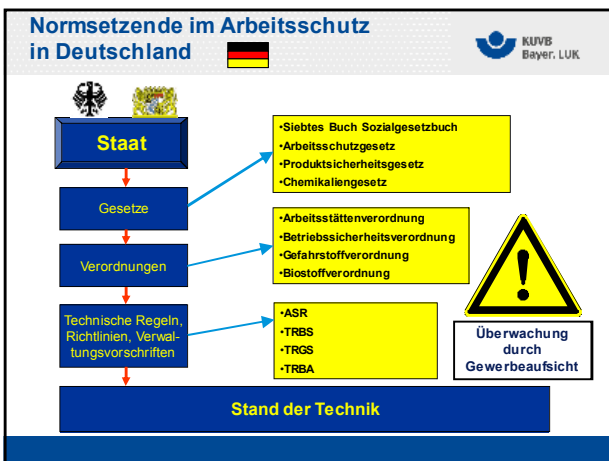 Normsetzende im Arbeitsschutz
in Deutschland
KUVB
Bayer. LUK
Staat
•Siebtes Buch Sozialgesetzbuch
•Arbeitsschutzgesetz
•Produktsicherheitsgesetz
•Chemikaliengesetz
Gesetze
•Arbeitsstättenverordnung
•Betriebssicherheitsverordnung
•Gefahrstoffverordnung
•Biostoffverordnung
Verordnungen
Technische Regeln,
Richtlinien, Verwal-
tungsvorschriften
•ASR
•TRBS
•TRGS
•TRBA
!
Überwachung
durch
Gewerbeaufsicht
Stand der Technik